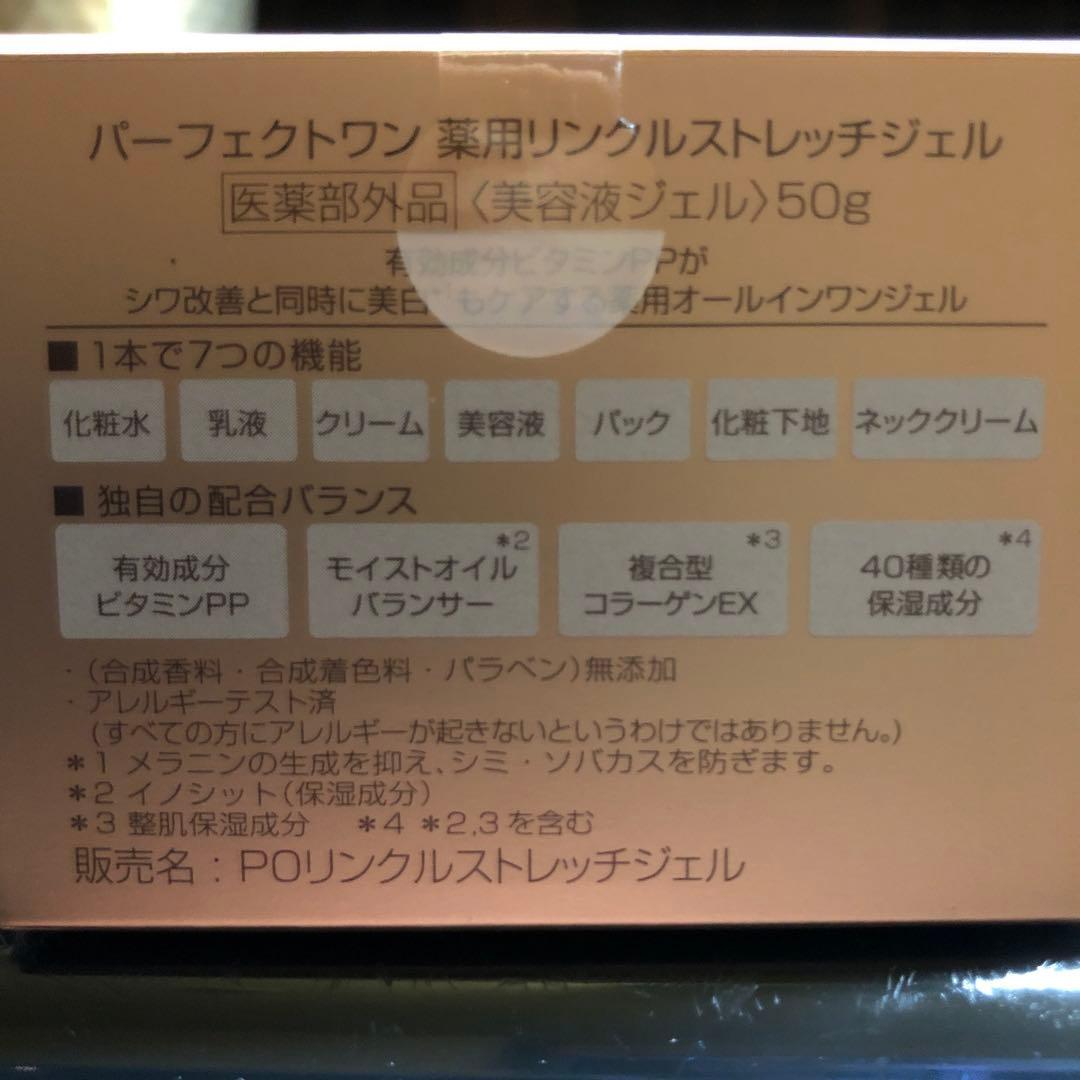 パーフェクトワン 薬用リンクルストレッチジェル
医薬部外品 〈美容液ジェル〉50g
有効成分ビタミンPPが
シワ改善と同時に美白 もケアする薬用オールインワンジェル
■ 1本で7つの機能
化粧水 乳液 クリーム 美容液 パック 化粧下地 ネッククリーム
■ 独自の配合バランス
有効成分 モイストオイル*2 複合型*3 40種類の*4
ビタミンPP バランサー コラーゲンEX 保湿成分
・(合成香料・合成着色料・パラベン)無添加
・アレルギーテスト済
(すべての方にアレルギーが起きないというわけではありません。)
*1 メラニンの生成を抑え、シミ・ソバカスを防ぎます。
*2 イノシット(保湿成分)
*3 整肌保湿成分 *4 *2,3を含む
販売名:POリンクルストレッチジェル